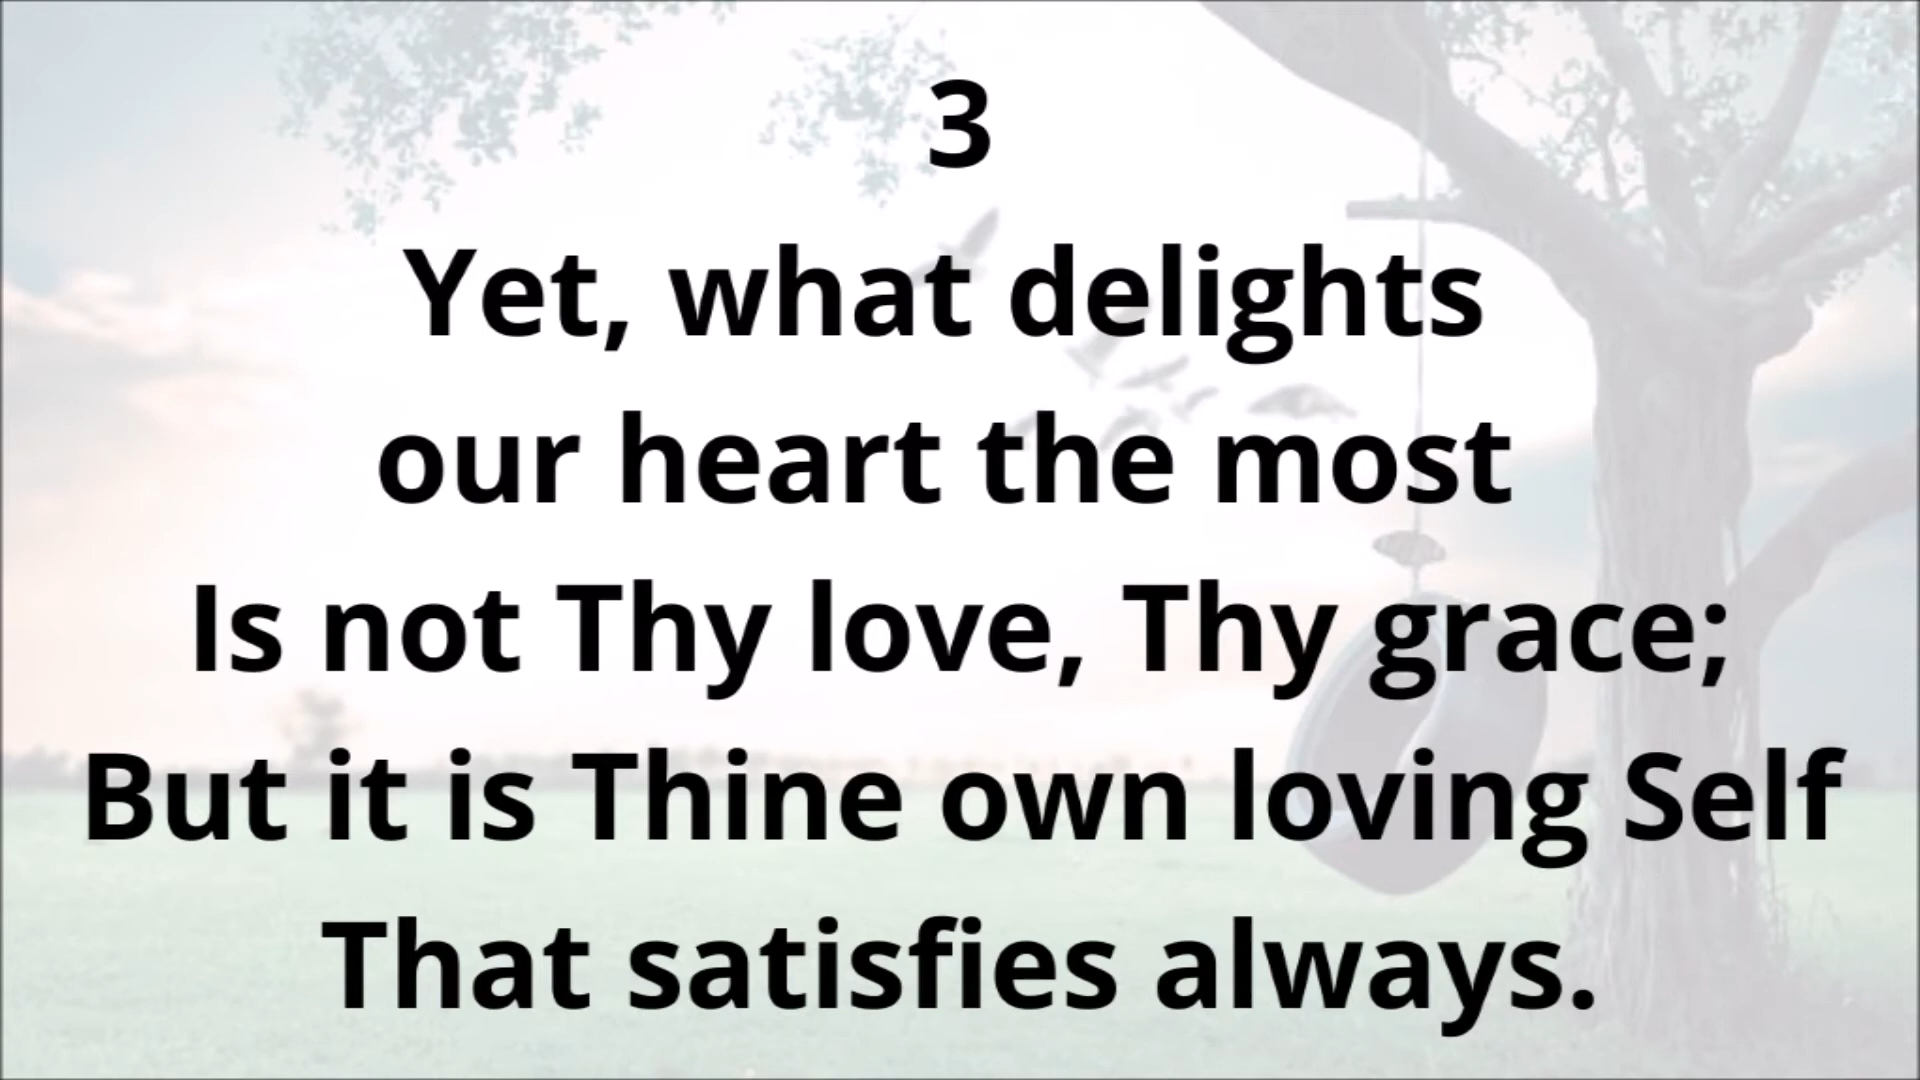 3
Yet, what delights
our heart the most
Is not Thy love, Thy grace;
But it is Thine own loving Self
That satisfies always.